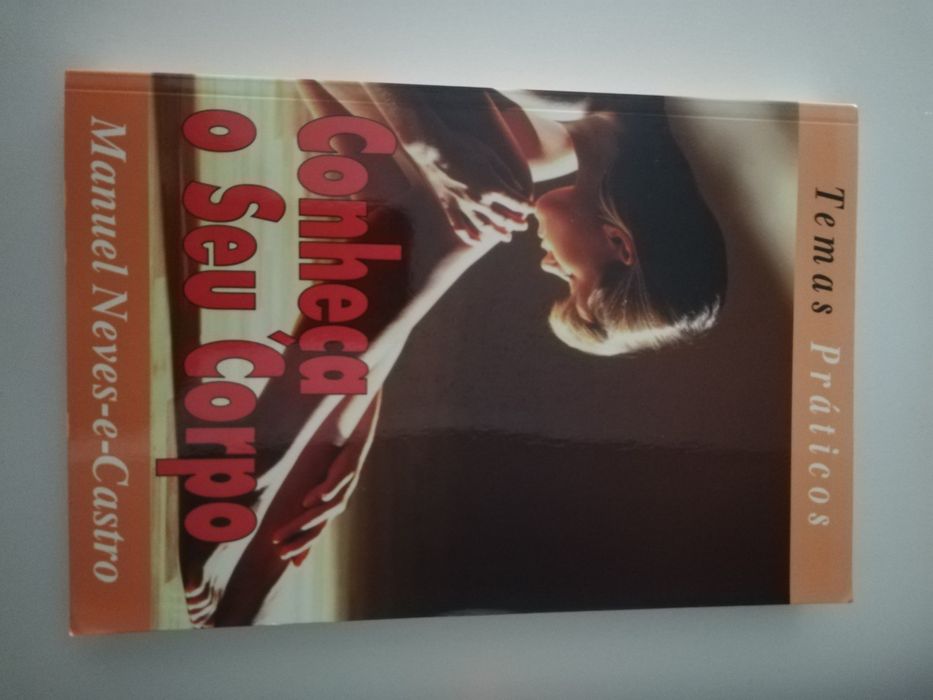 Temas Práticos
Conheça
o Seu Corpo
Manuel Neves-e-Castro